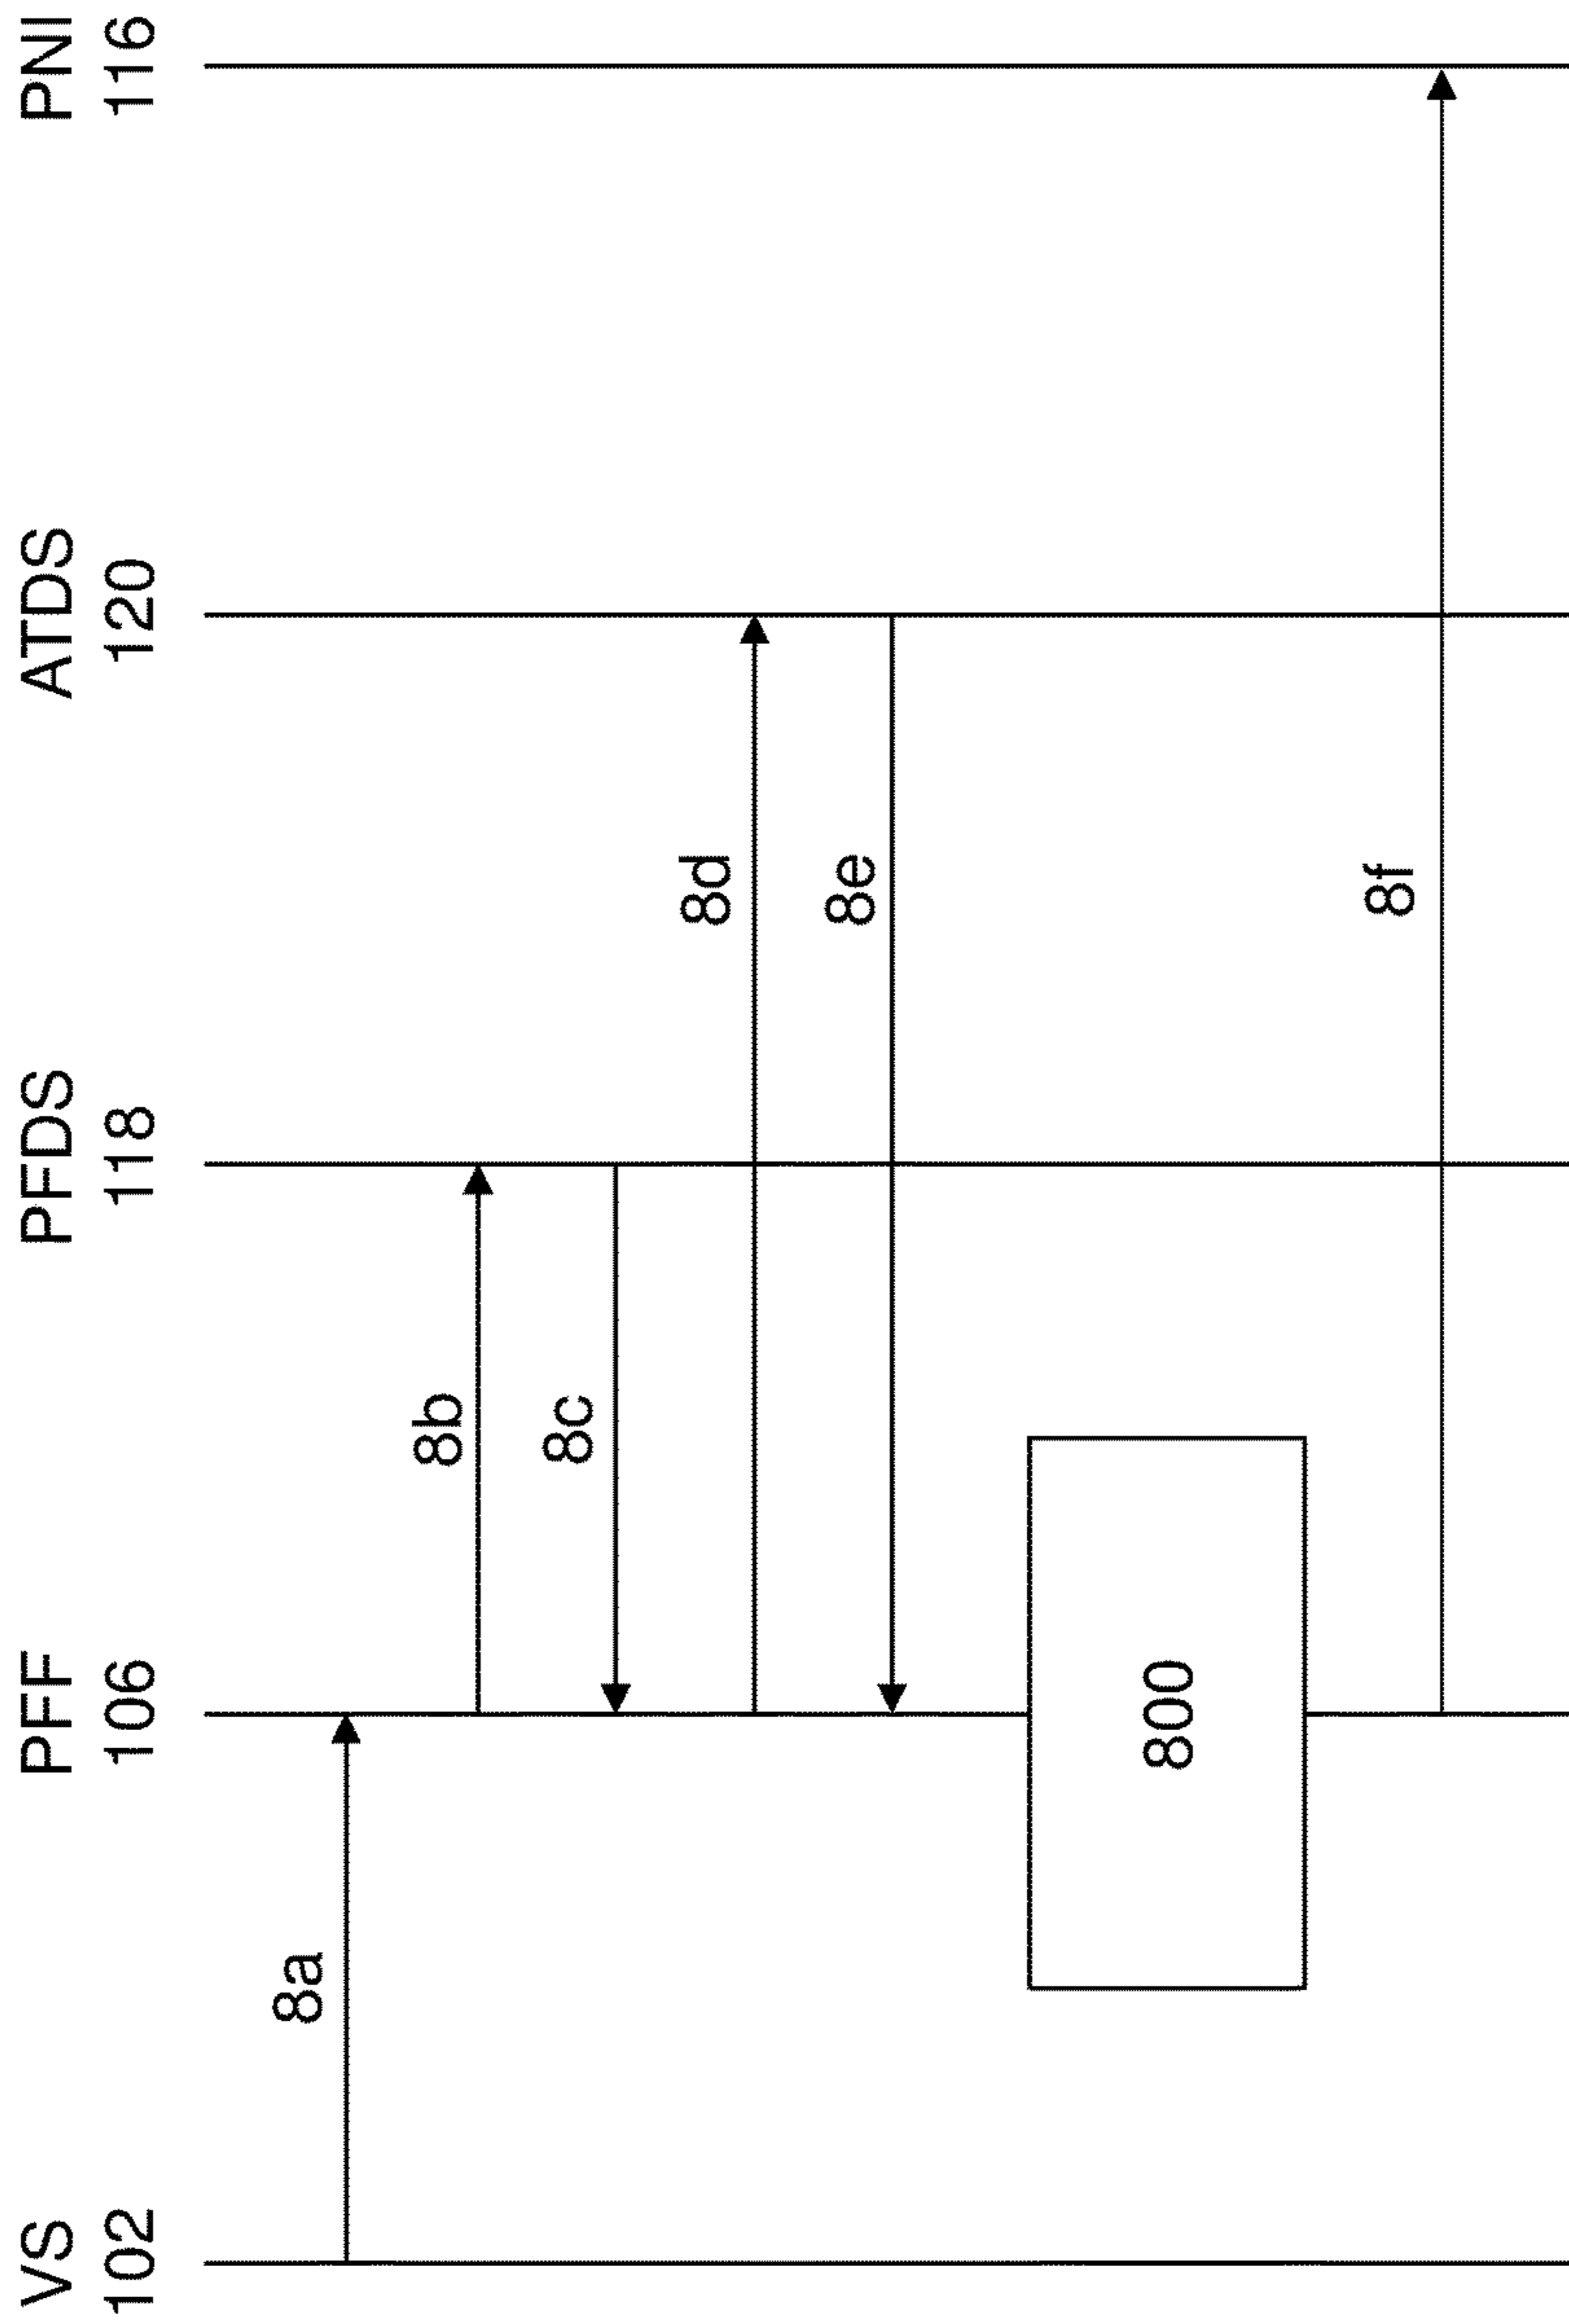 VS
102
PFF
106
PFDS
118
ATDS
120
PNI
116
8a
8b
8c
8d
8e
800
8f